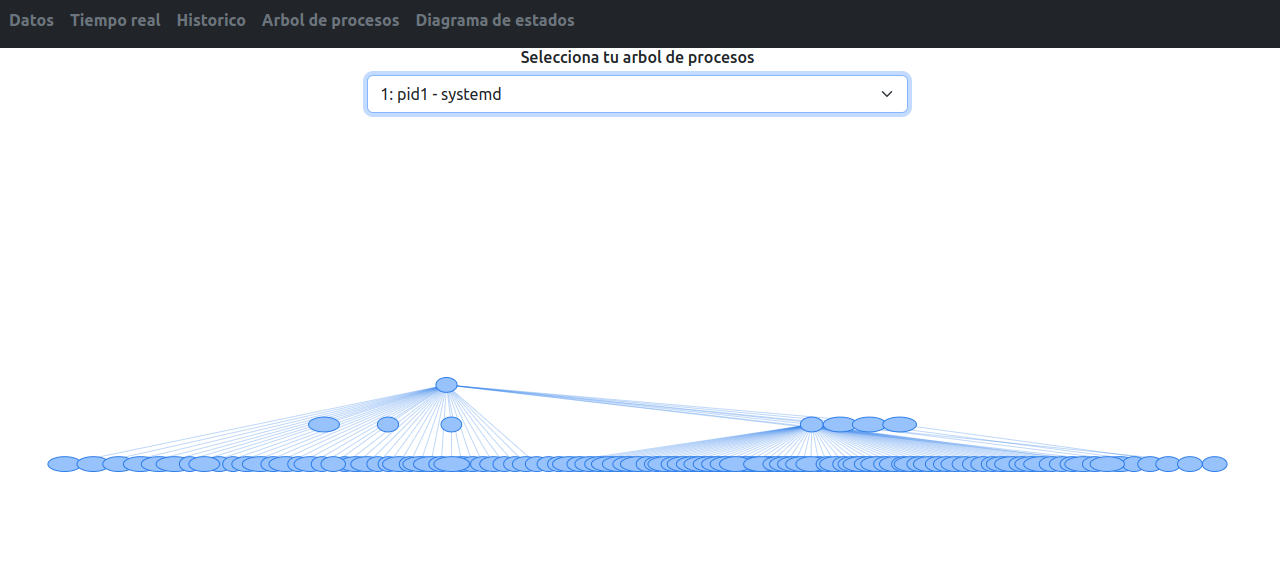 Datos Tiempo real Historico Arbol de procesos Diagrama de estados
Selecciona tu arbol de procesos
1: pid1 - systemd